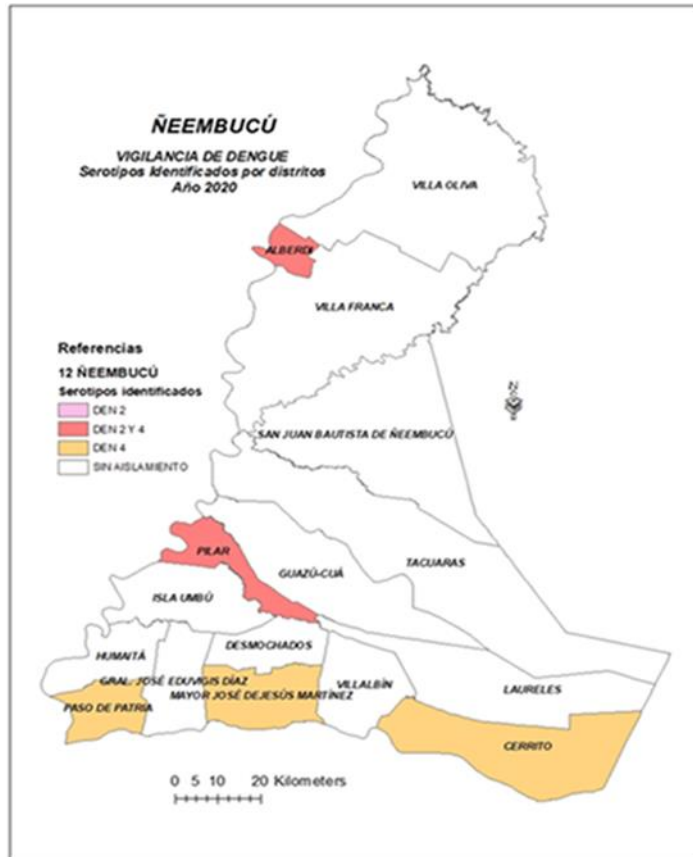 ÑEEMBUCÚ
VIGILANCIA DE DENGUE
Serotipos Identificados por distritos
Año 2020
VILLA OLIVA
ALBERDI
VILLA FRANCA
Referencias
12 ÑEEMBUCÚ
Serotipos identificados
DEN 2
DEN 2 Y 4
DEN 4
SIN AISLAMIENTO
SAN JUAN BAUTISTA DE ÑEEMBUCÚ
PILAR
GUAZÚ-CUÁ
TACUARAS
ISLA UMBÚ
DESMOCHADOS
HUMAITÁ
GRAL. JOSÉ EDUVIGIS DÍAZ
VILLALBÍN
LAURELES
MAYOR JOSÉ DEJESÚS MARTÍNEZ
PASO DE PATRIA
CERRITO
0 5 10 20 Kilometers